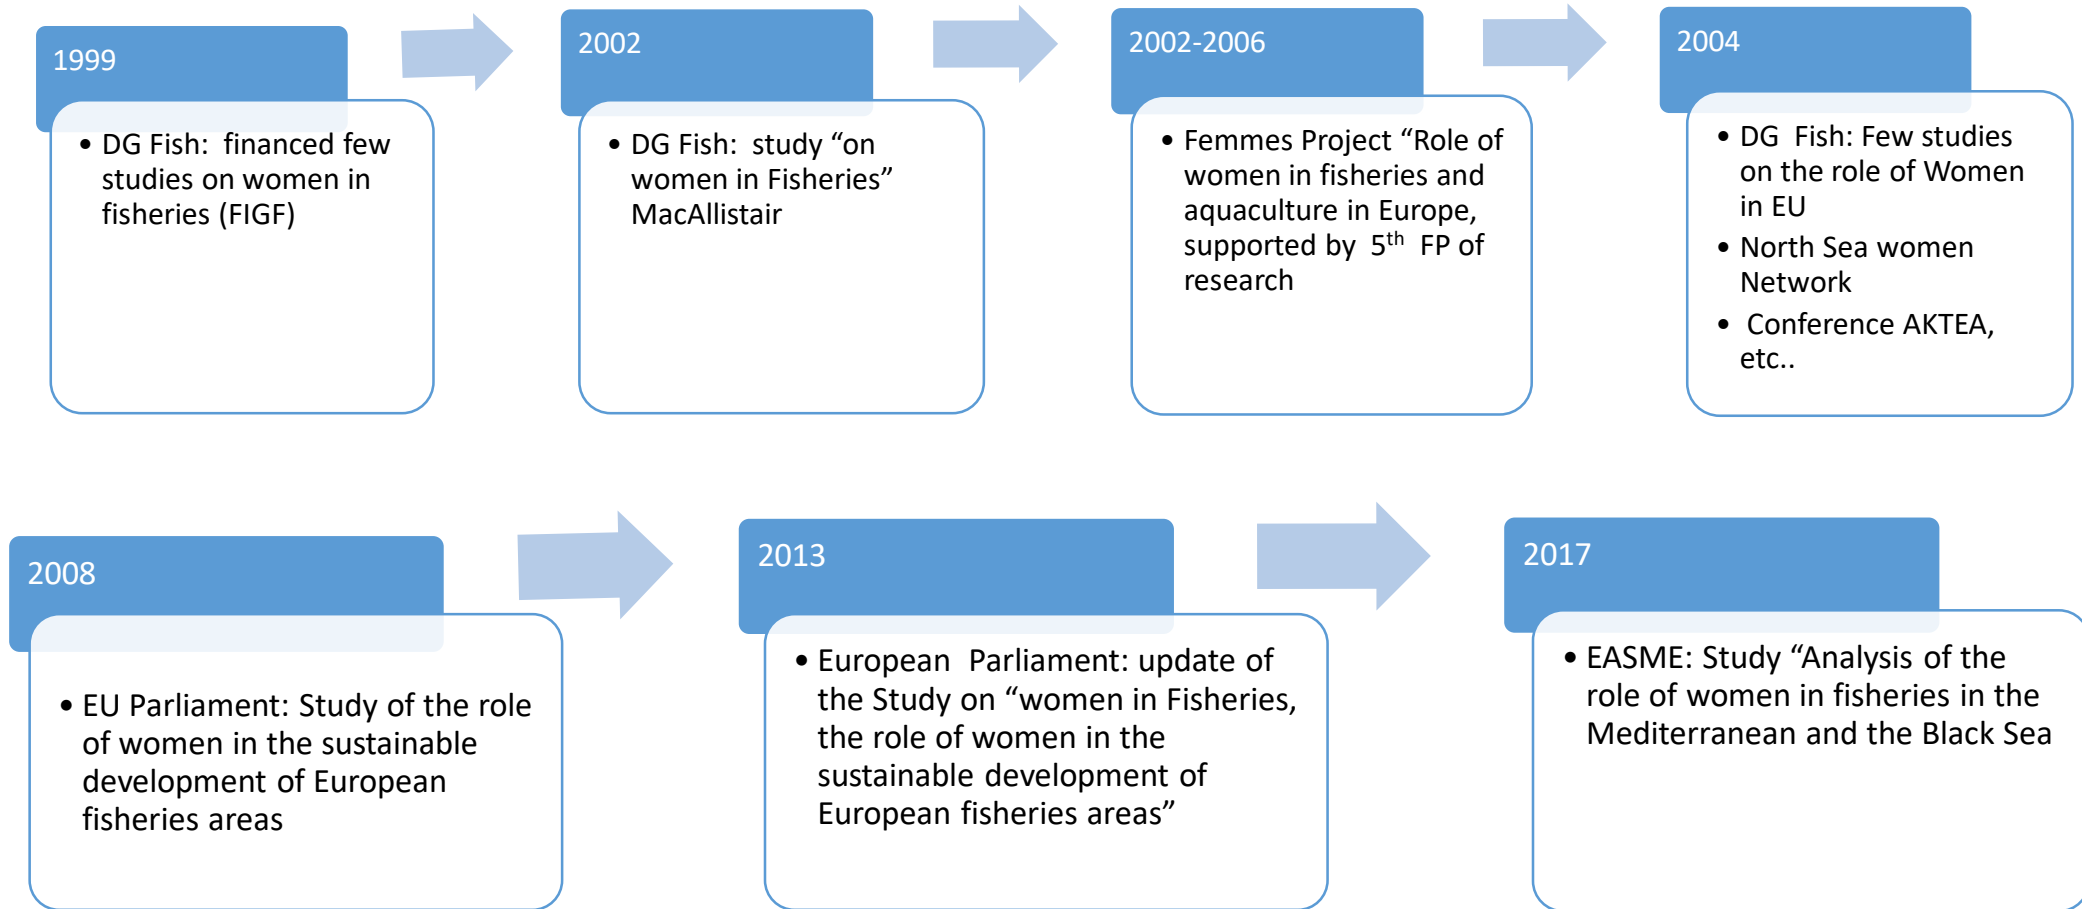 1999
• DG Fish: financed few
studies on women in
fisheries (FIGF)
2002
• DG Fish: study “on
women in Fisheries”
MacAllistair
2002-2006
• Femmes Project “Role of
women in fisheries and
aquaculture in Europe,
supported by 5th FP of
research
2004
• DG Fish: Few studies
on the role of Women
in EU
• North Sea women
Network
• Conference AKTEA,
etc..
2008
• EU Parliament: Study of the role
of women in the sustainable
development of European
fisheries areas
2013
• European Parliament: update of
the Study on “women in Fisheries,
the role of women in the
sustainable development of
European fisheries areas”
2017
• EASME: Study “Analysis of the
role of women in fisheries in the
Mediterranean and the Black Sea